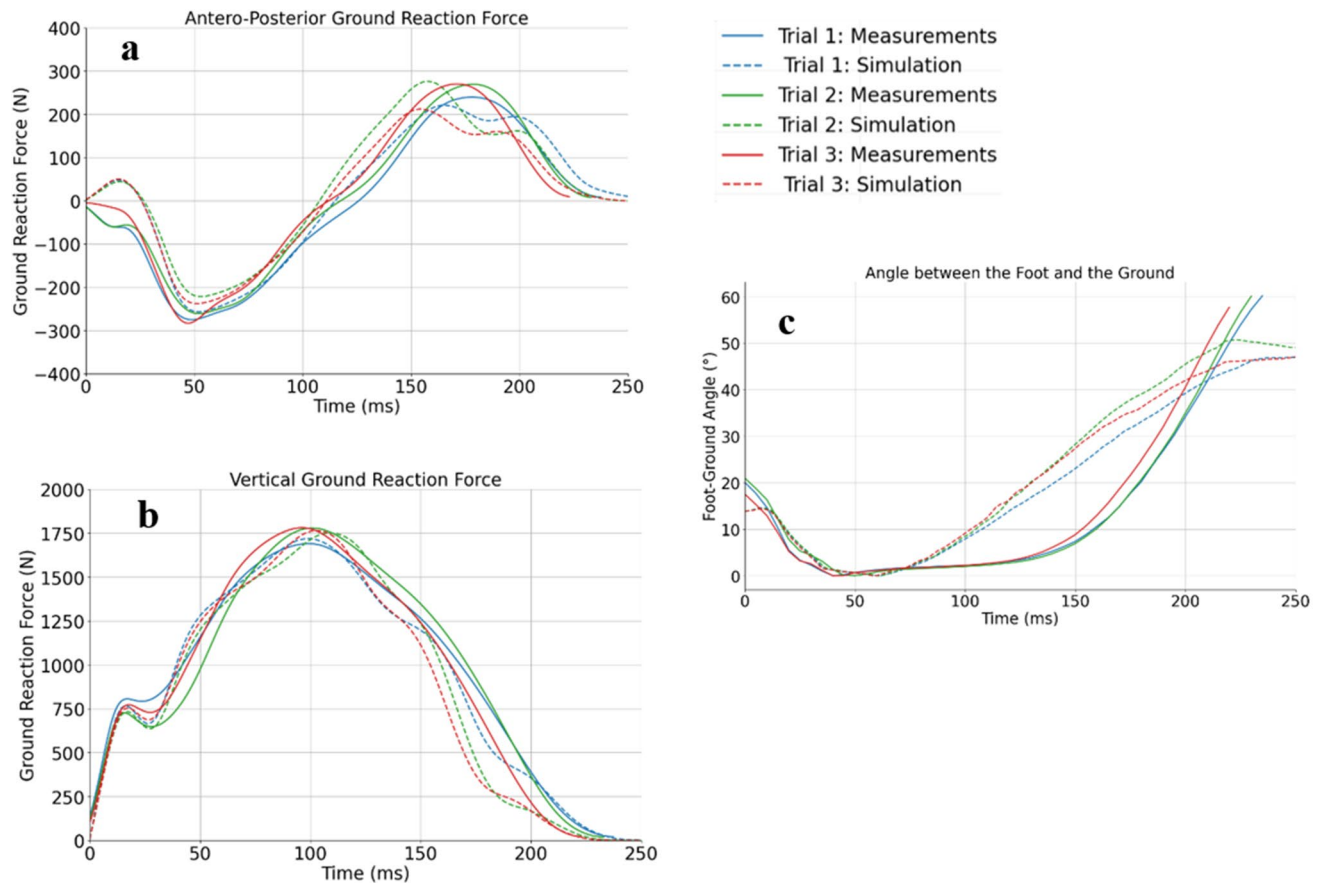 Antero-Posterior Ground Reaction Force
a
Ground Reaction Force (N)
400
300
200
100
0
−100
−200
−300
−400
0 50 100 150 200 250
Time (ms)
Trial 1: Measurements
Trial 1: Simulation
Trial 2: Measurements
Trial 2: Simulation
Trial 3: Measurements
Trial 3: Simulation
Vertical Ground Reaction Force
b
Ground Reaction Force (N)
2000
1750
1500
1250
1000
750
500
250
0
0 50 100 150 200 250
Time (ms)
Angle between the Foot and the Ground
c
Foot-Ground Angle (°)
60
50
40
30
20
10
0
0 50 100 150 200 250
Time (ms)